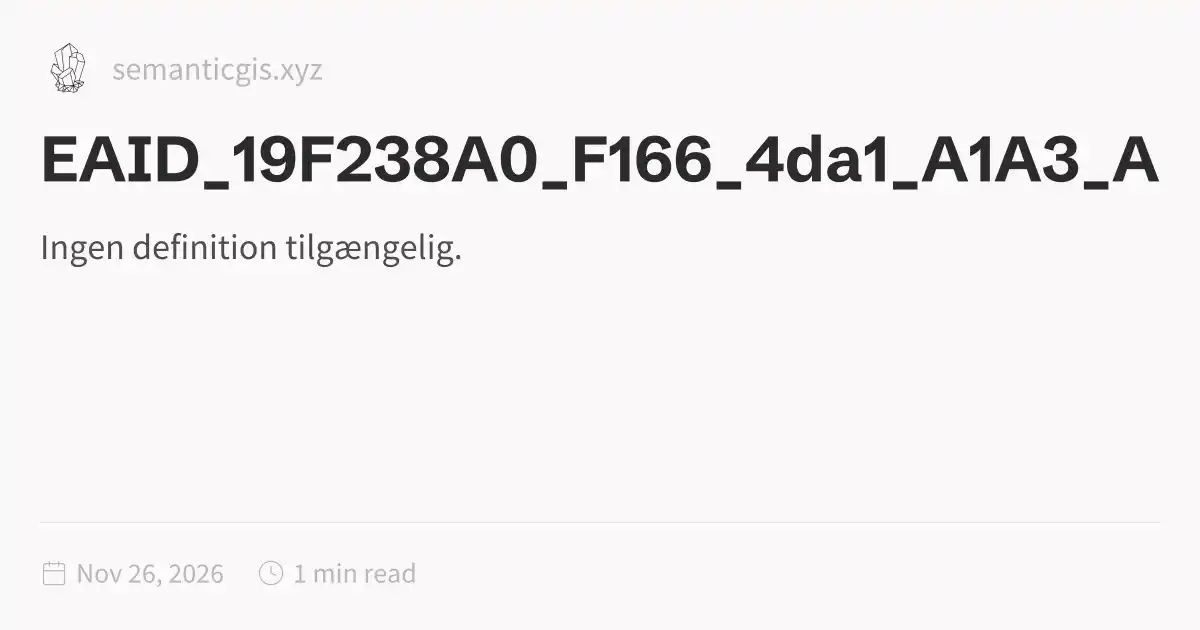 semanticgis.xyz
EAID_19F238A0_F166_4da1_A1A3_A
Ingen definition tilgængelig.
Nov 26, 2026 1 min read